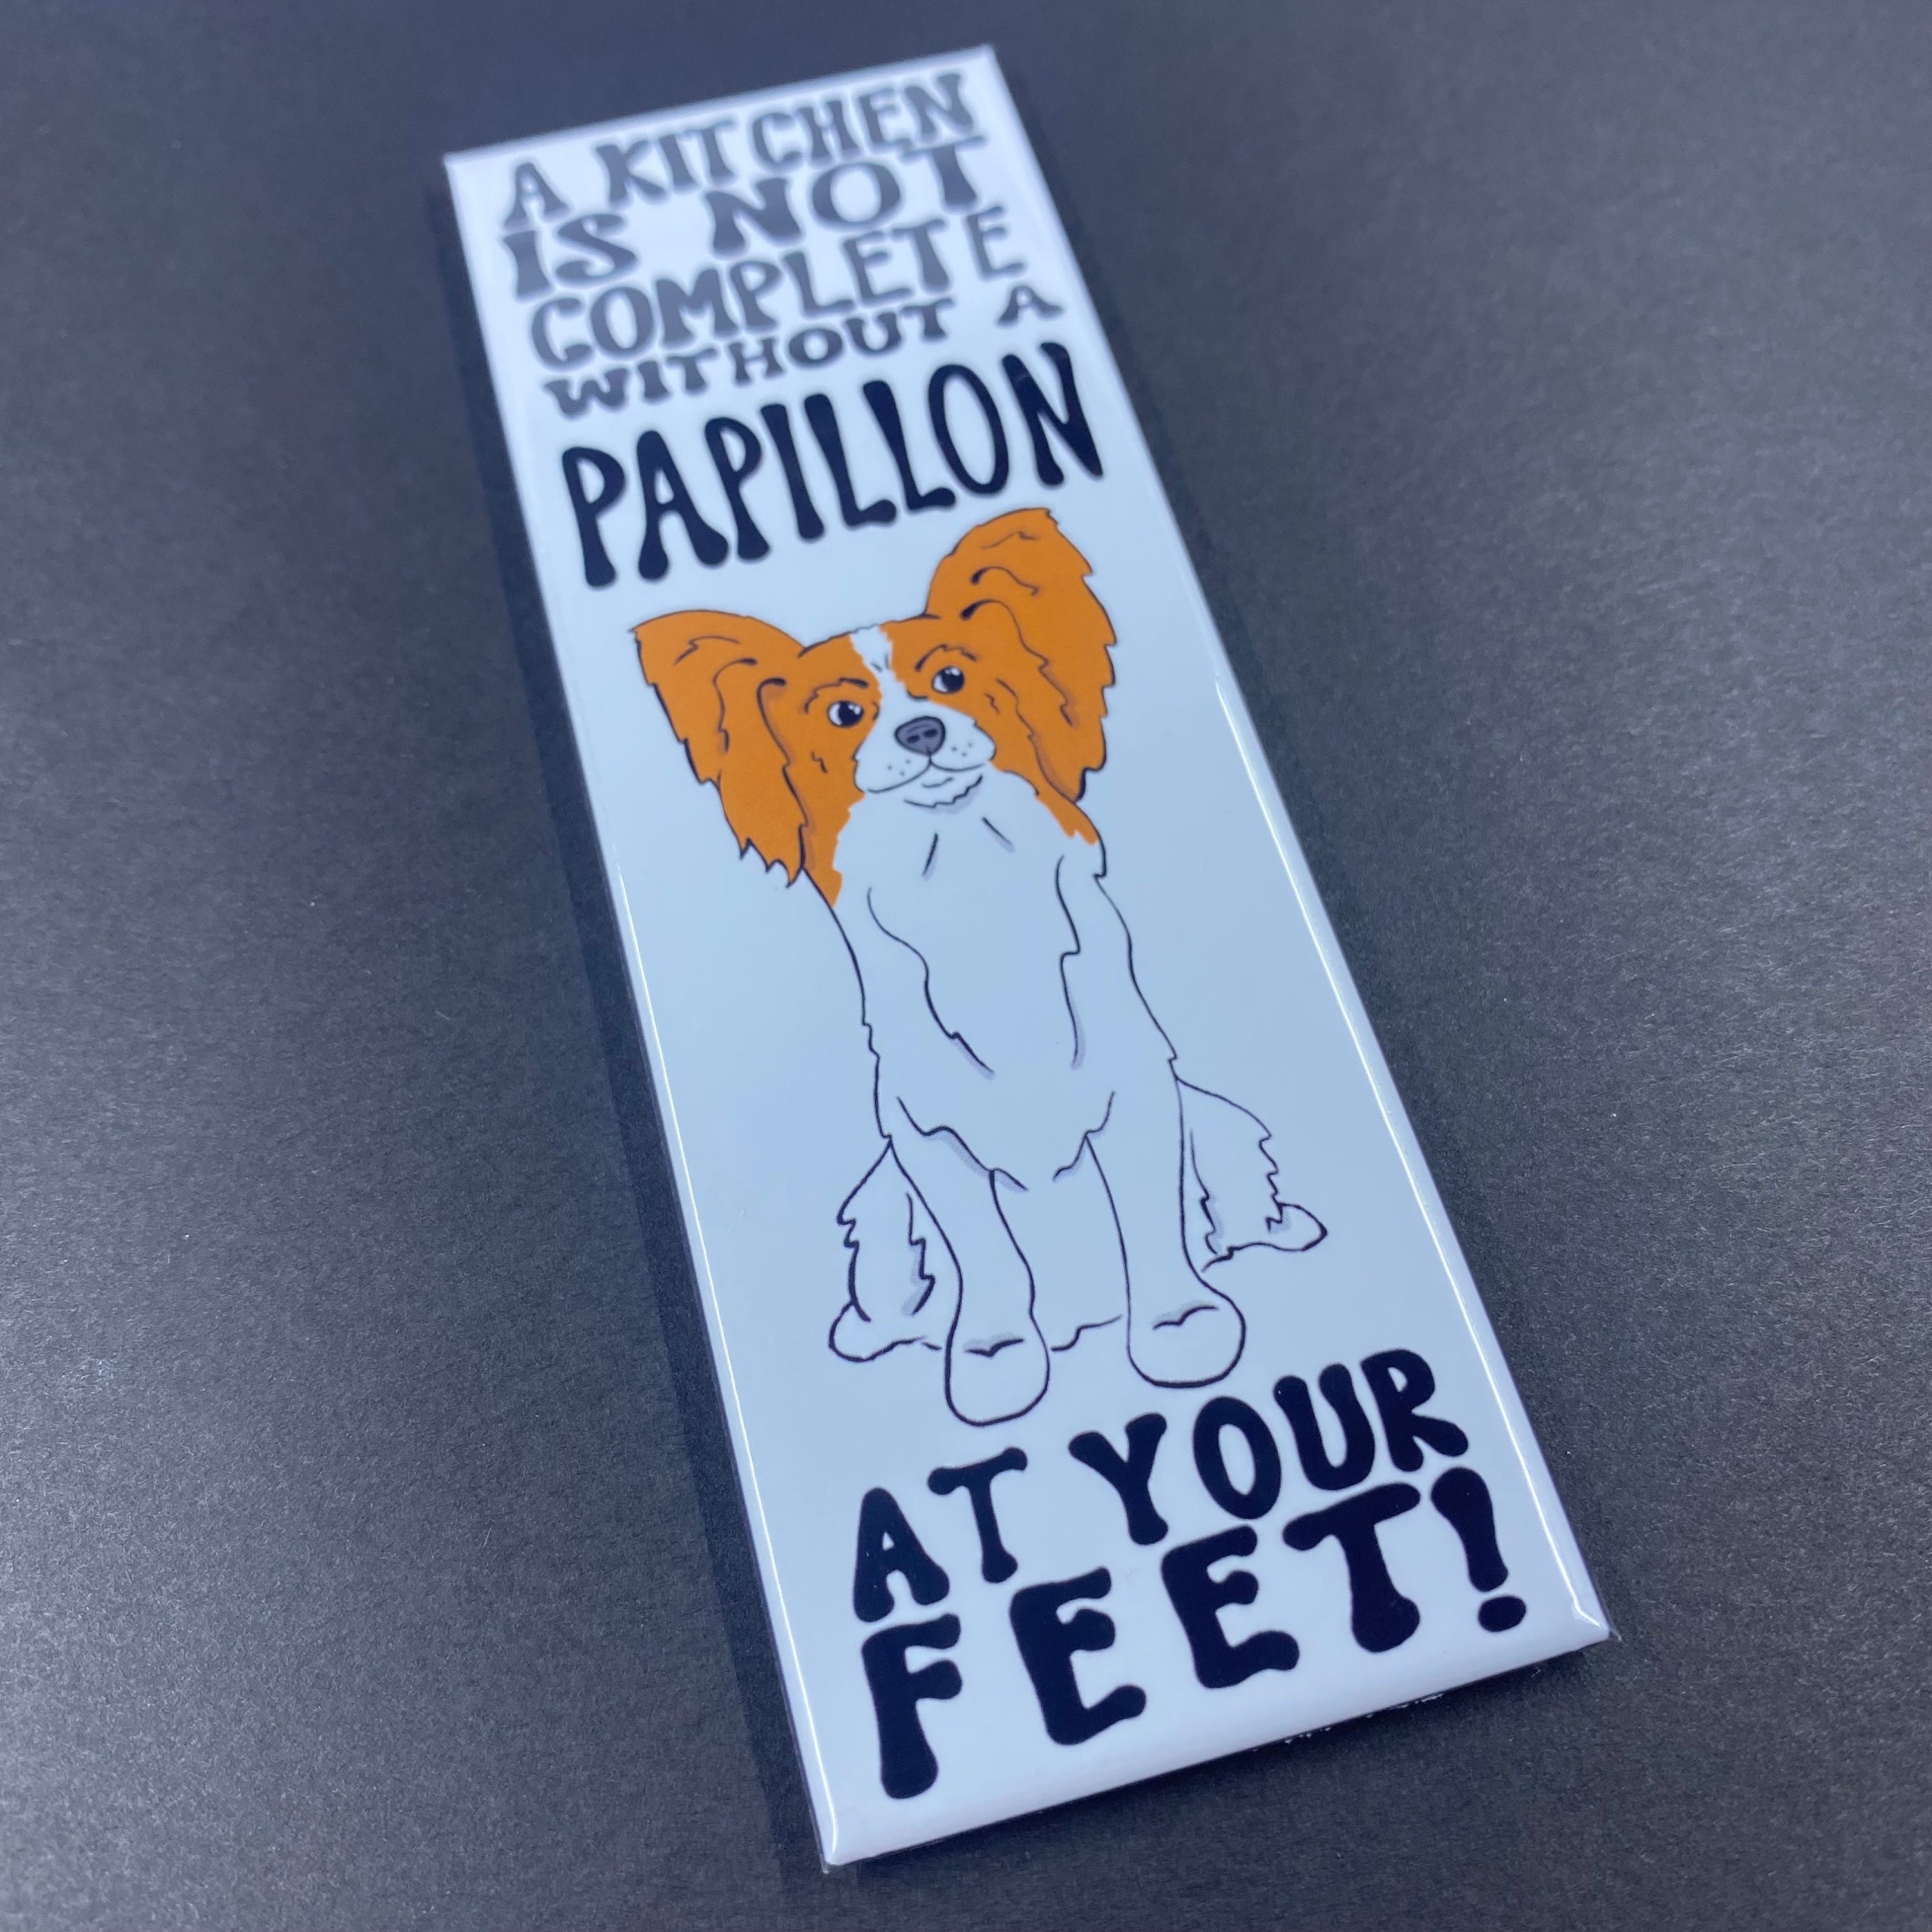 A KITCHEN
IS NOT
COMPLETE
WITHOUT A
PAPILLON
AT YOUR
FEET!